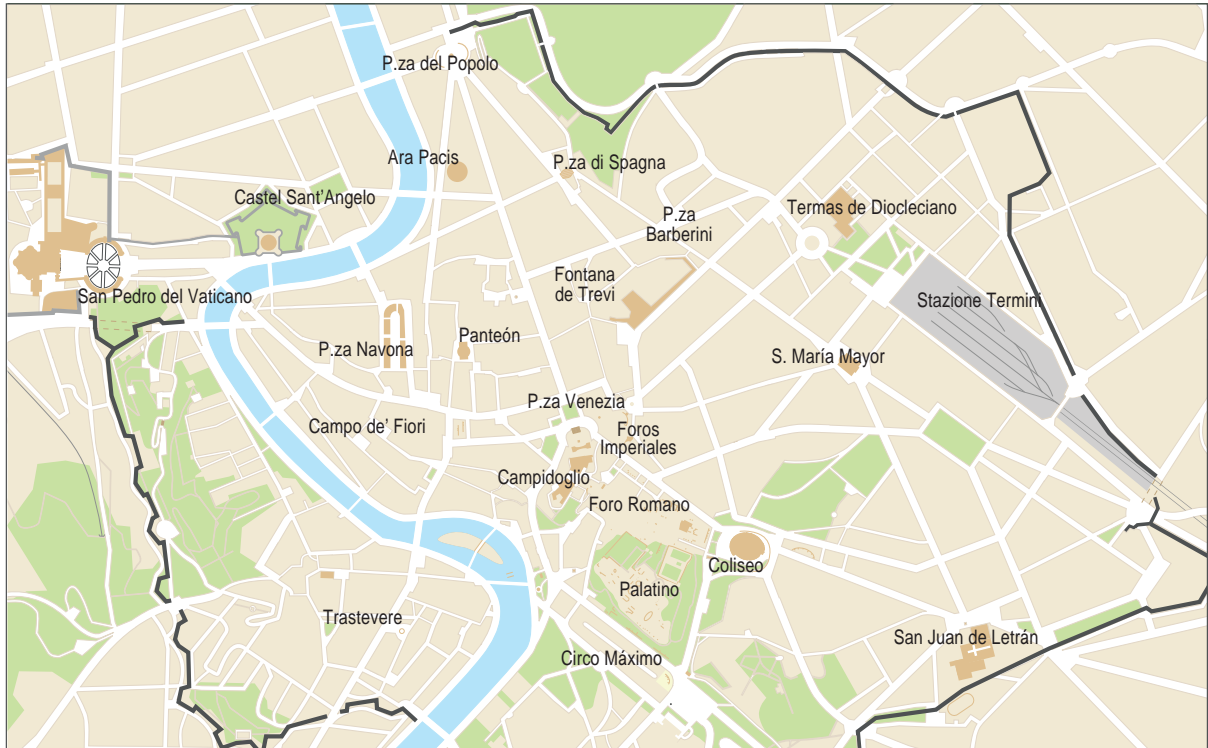 P.za del Popolo
Ara Pacis
P.za di Spagna
Castel Sant'Angelo
P.za
Barberini
Termas de Diocleciano
Fontana
de Trevi
San Pedro del Vaticano
Stazione Termini
P.za Navona
Panteón
S. María Mayor
P.za Venezia
Campo de' Fiori
Foros
Imperiales
Campidoglio
Foro Romano
Coliseo
Palatino
Trastevere
San Juan de Letrán
Circo Máximo